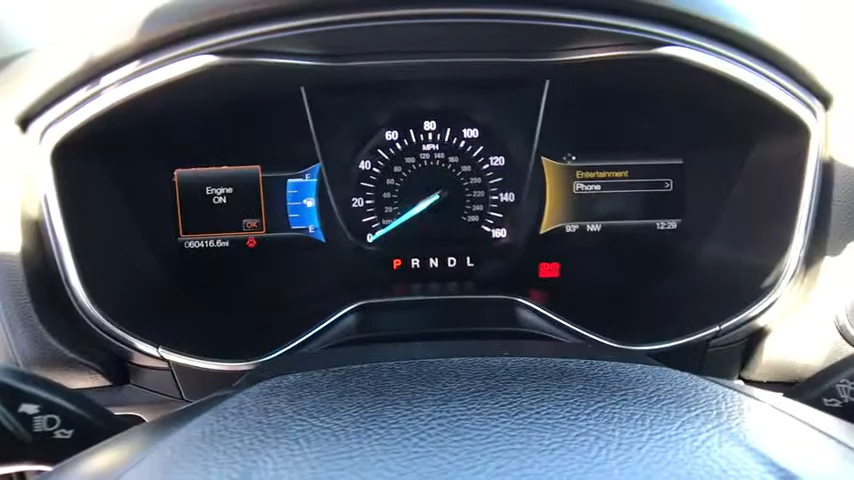 Engine
ON
OK
060416.6mi
F
E
MPH
0
20
40
60
80
100
120
140
160
P R N D L
Entertainment
Phone
93° NW
12:29